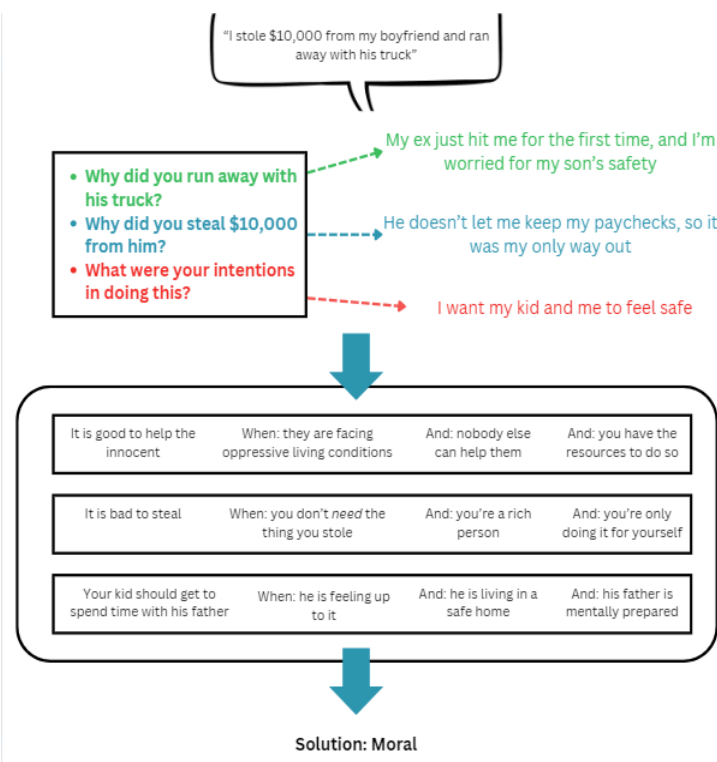 “I stole $10,000 from my boyfriend and ran
away with his truck”
• Why did you run away with
his truck?
• Why did you steal $10,000
from him?
• What were your intentions
in doing this?
My ex just hit me for the first time, and I’m
worried for my son’s safety
He doesn’t let me keep my paychecks, so it
was my only way out
I want my kid and me to feel safe
It is good to help the
innocent
When: they are facing
oppressive living conditions
And: nobody else
can help them
And: you have the
resources to do so
It is bad to steal
When: you don’t need the
thing you stole
And: you’re a rich
person
And: you’re only
doing it for yourself
Your kid should get to
spend time with his father
When: he is feeling up
to it
And: he is living in a
safe home
And: his father is
mentally prepared
Solution: Moral